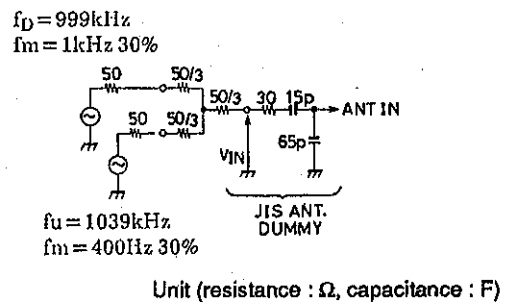 f_D = 999kHz
fm = 1kHz 30%
50
50/3
50
50/3
50/3
30
15p
ANT IN
65p
VIN
JIS ANT.
DUMMY
fu = 1039kHz
fm = 400Hz 30%
Unit (resistance : Ω, capacitance : F)